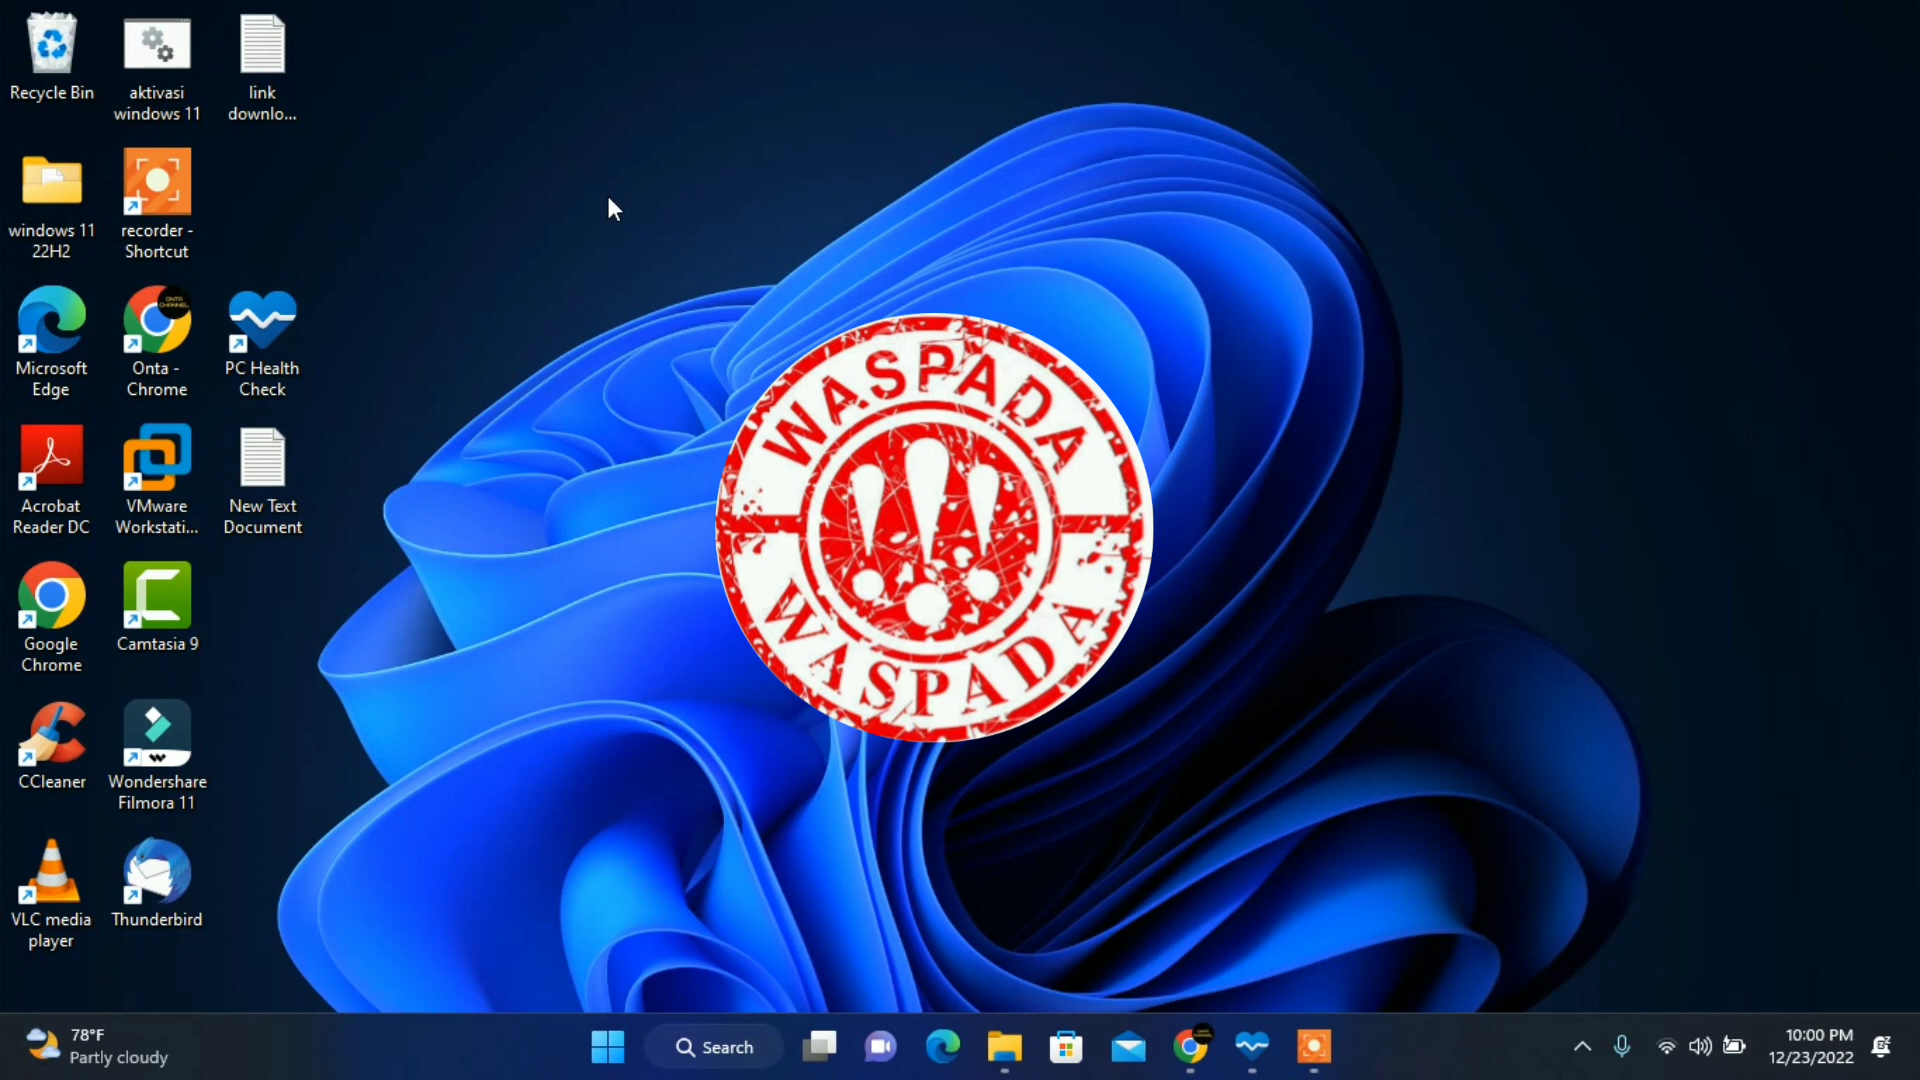 Recycle Bin
aktivasi
windows 11
link
downlo...
windows 11
22H2
recorder -
Shortcut
Microsoft
Edge
Onta -
Chrome
PC Health
Check
Acrobat
Reader DC
VMware
Workstati...
New Text
Document
Google
Chrome
Camtasia 9
CCleaner
Wondershare
Filmora 11
VLC media
player
Thunderbird
WASPADA
WASPADA
78°F
Partly cloudy
Search
10:00 PM
12/23/2022